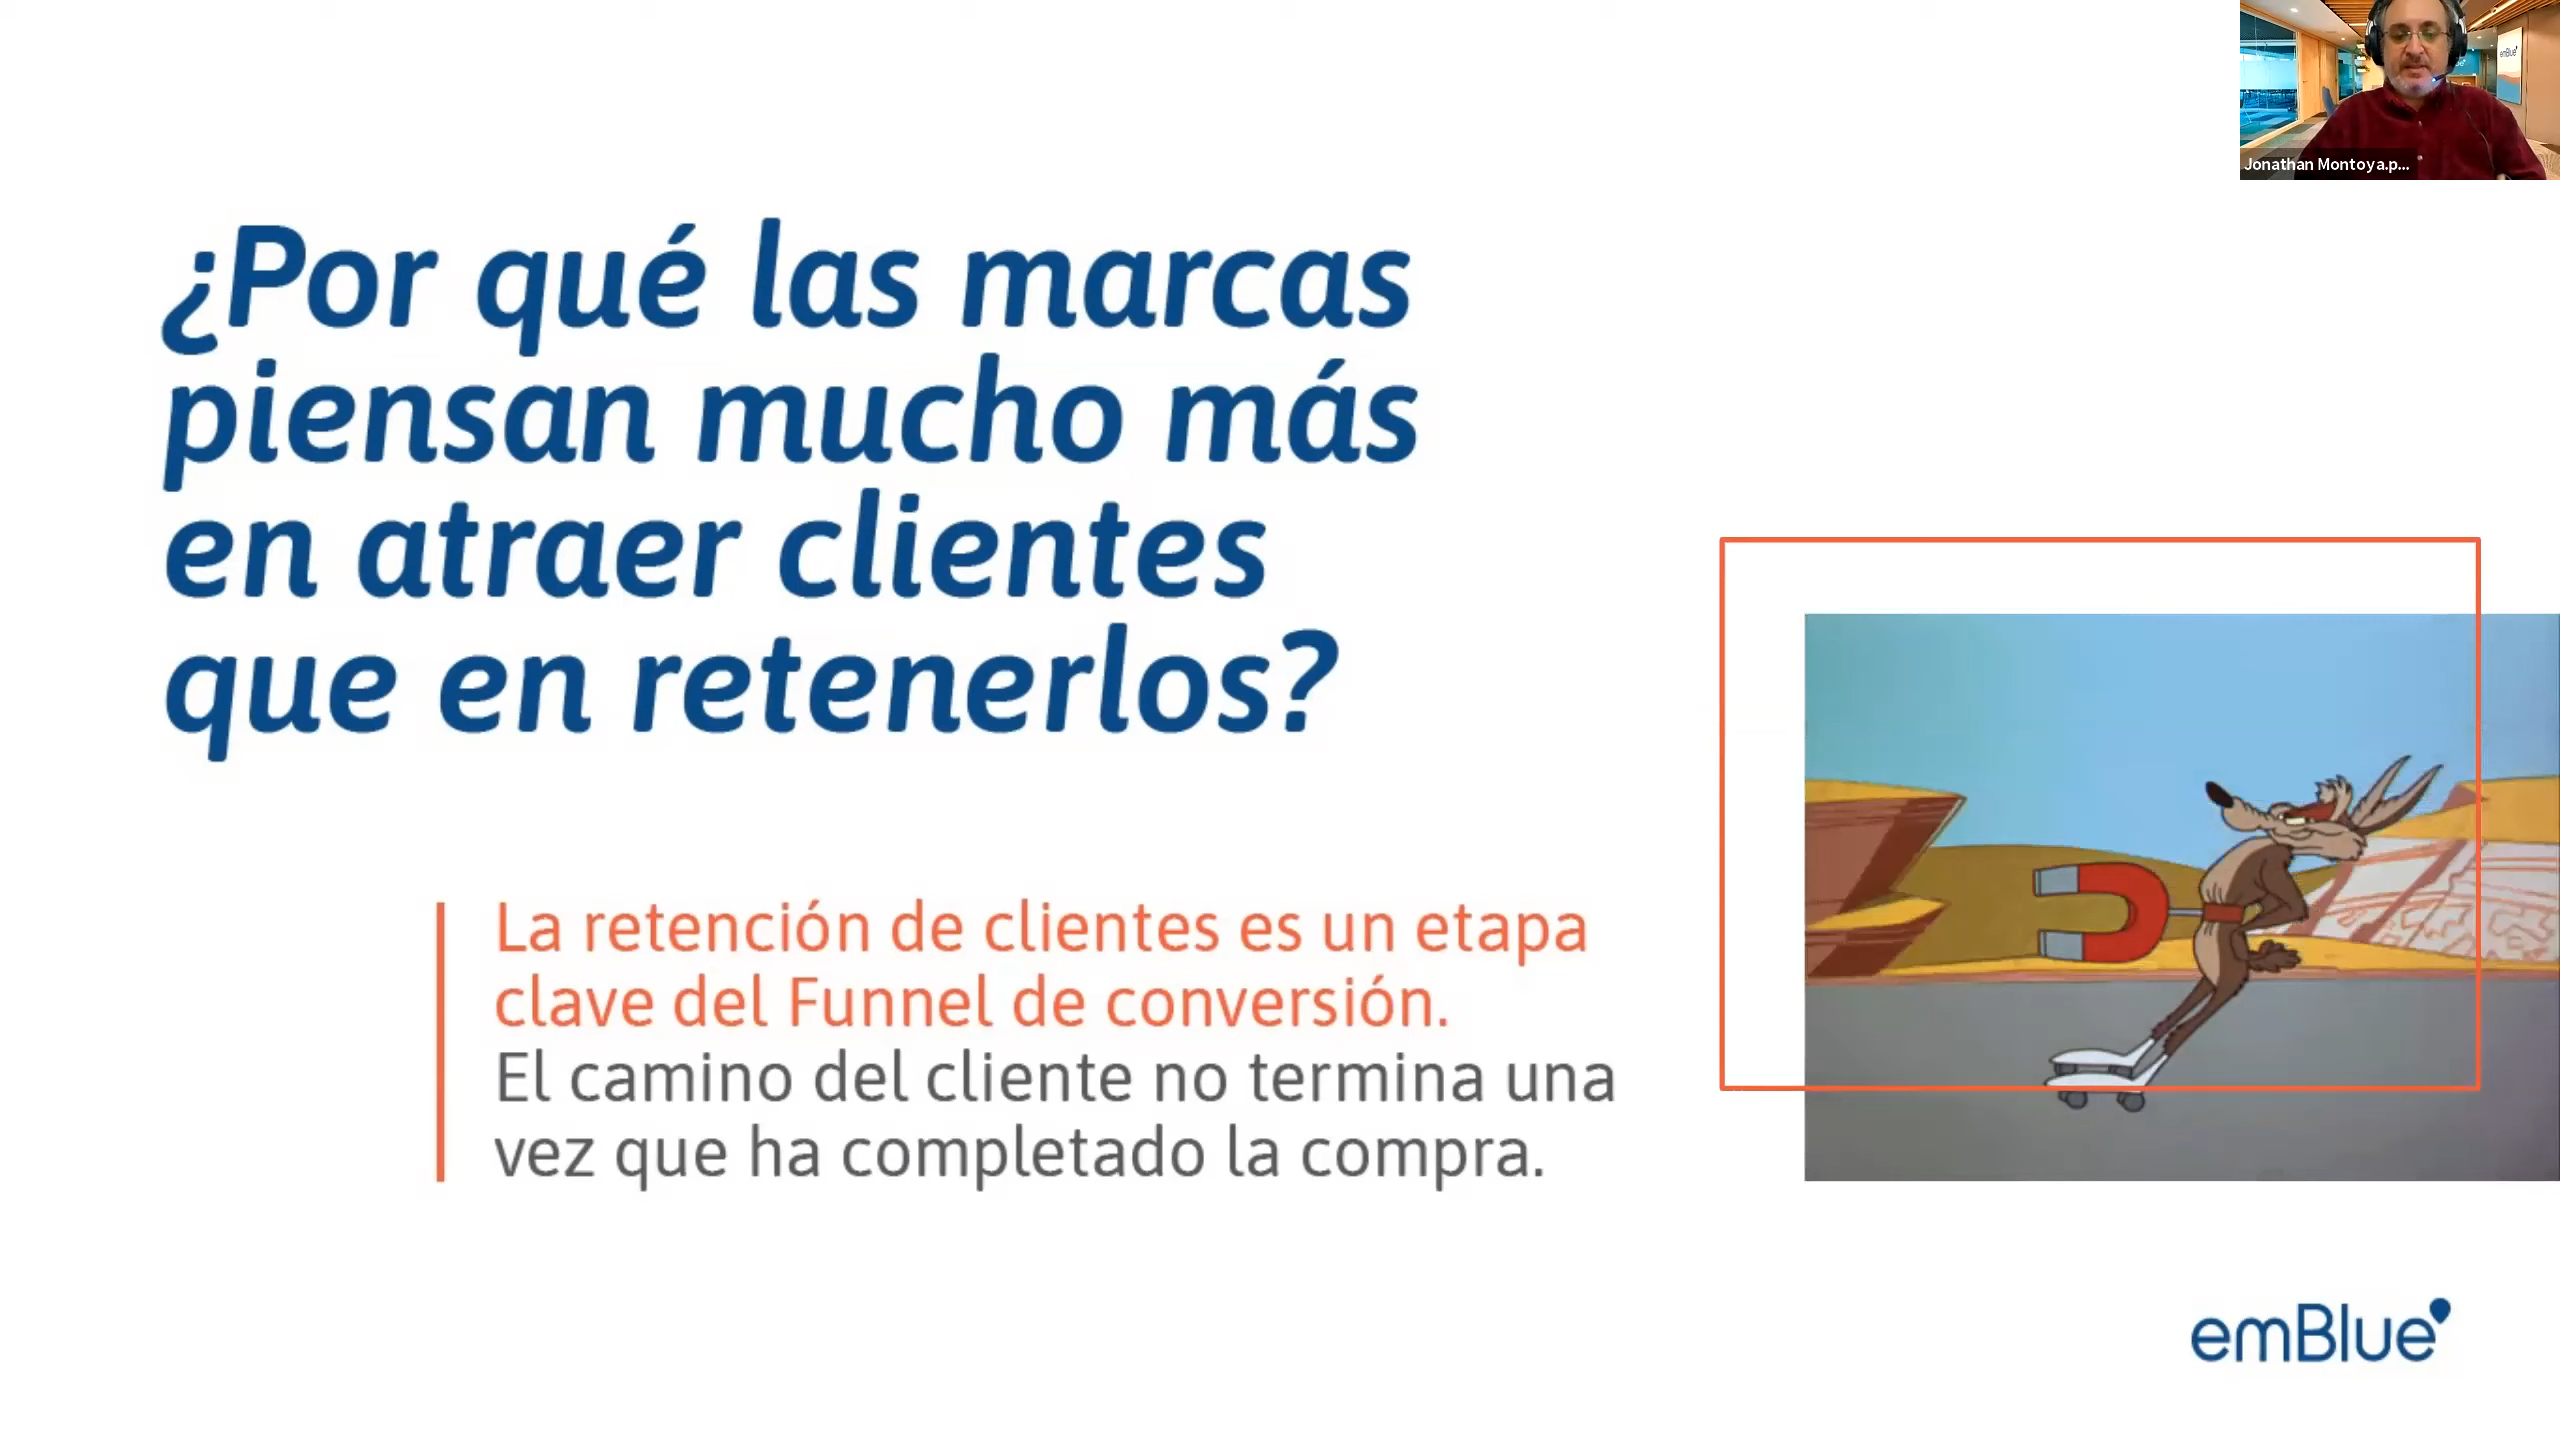 Jonathan Montoya.p...
¿Por qué las marcas
piensan mucho más
en atraer clientes
que en retenerlos?
La retención de clientes es un etapa
clave del Funnel de conversión.
El camino del cliente no termina una
vez que ha completado la compra.
emBlue